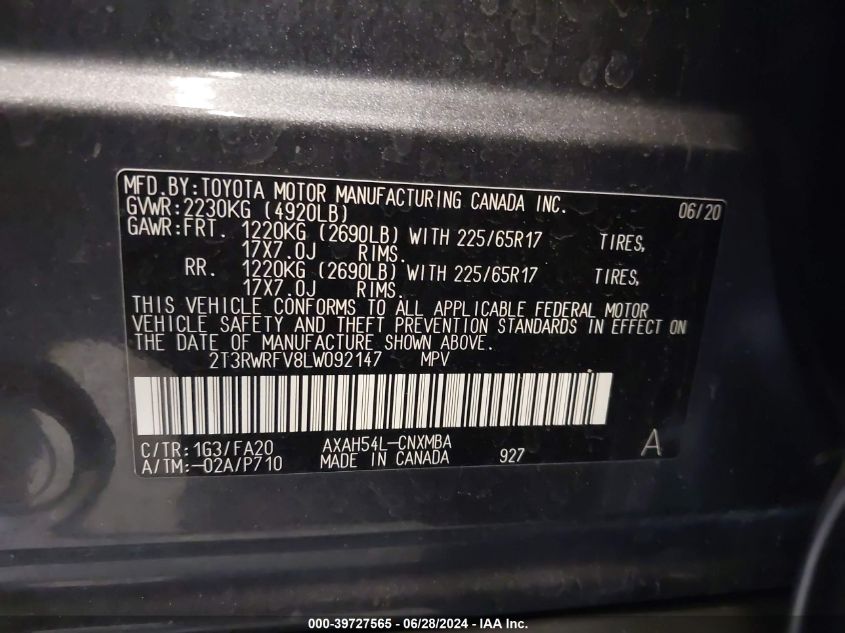 MFD.BY:TOYOTA MOTOR MANUFACTURING CANADA INC. 06/20
GVWR:2230KG (4920LB)
GAWR:FRT. 1220KG (2690LB) WITH 225/65R17 TIRES,
17X7.0J RIMS.
RR. 1220KG (2690LB) WITH 225/65R17 TIRES,
17X7.0J RIMS.
THIS VEHICLE CONFORMS TO ALL APPLICABLE FEDERAL MOTOR
VEHICLE SAFETY AND THEFT PREVENTION STANDARDS IN EFFECT ON
THE DATE OF MANUFACTURE SHOWN ABOVE.
2T3RWRFV8LW092147 MPV
C/TR:1G3/FA20 AXAH54L-CNXMBA A
A/TM:-02A/P710 MADE IN CANADA 927
000-39727565 - 06/28/2024 - IAA Inc.